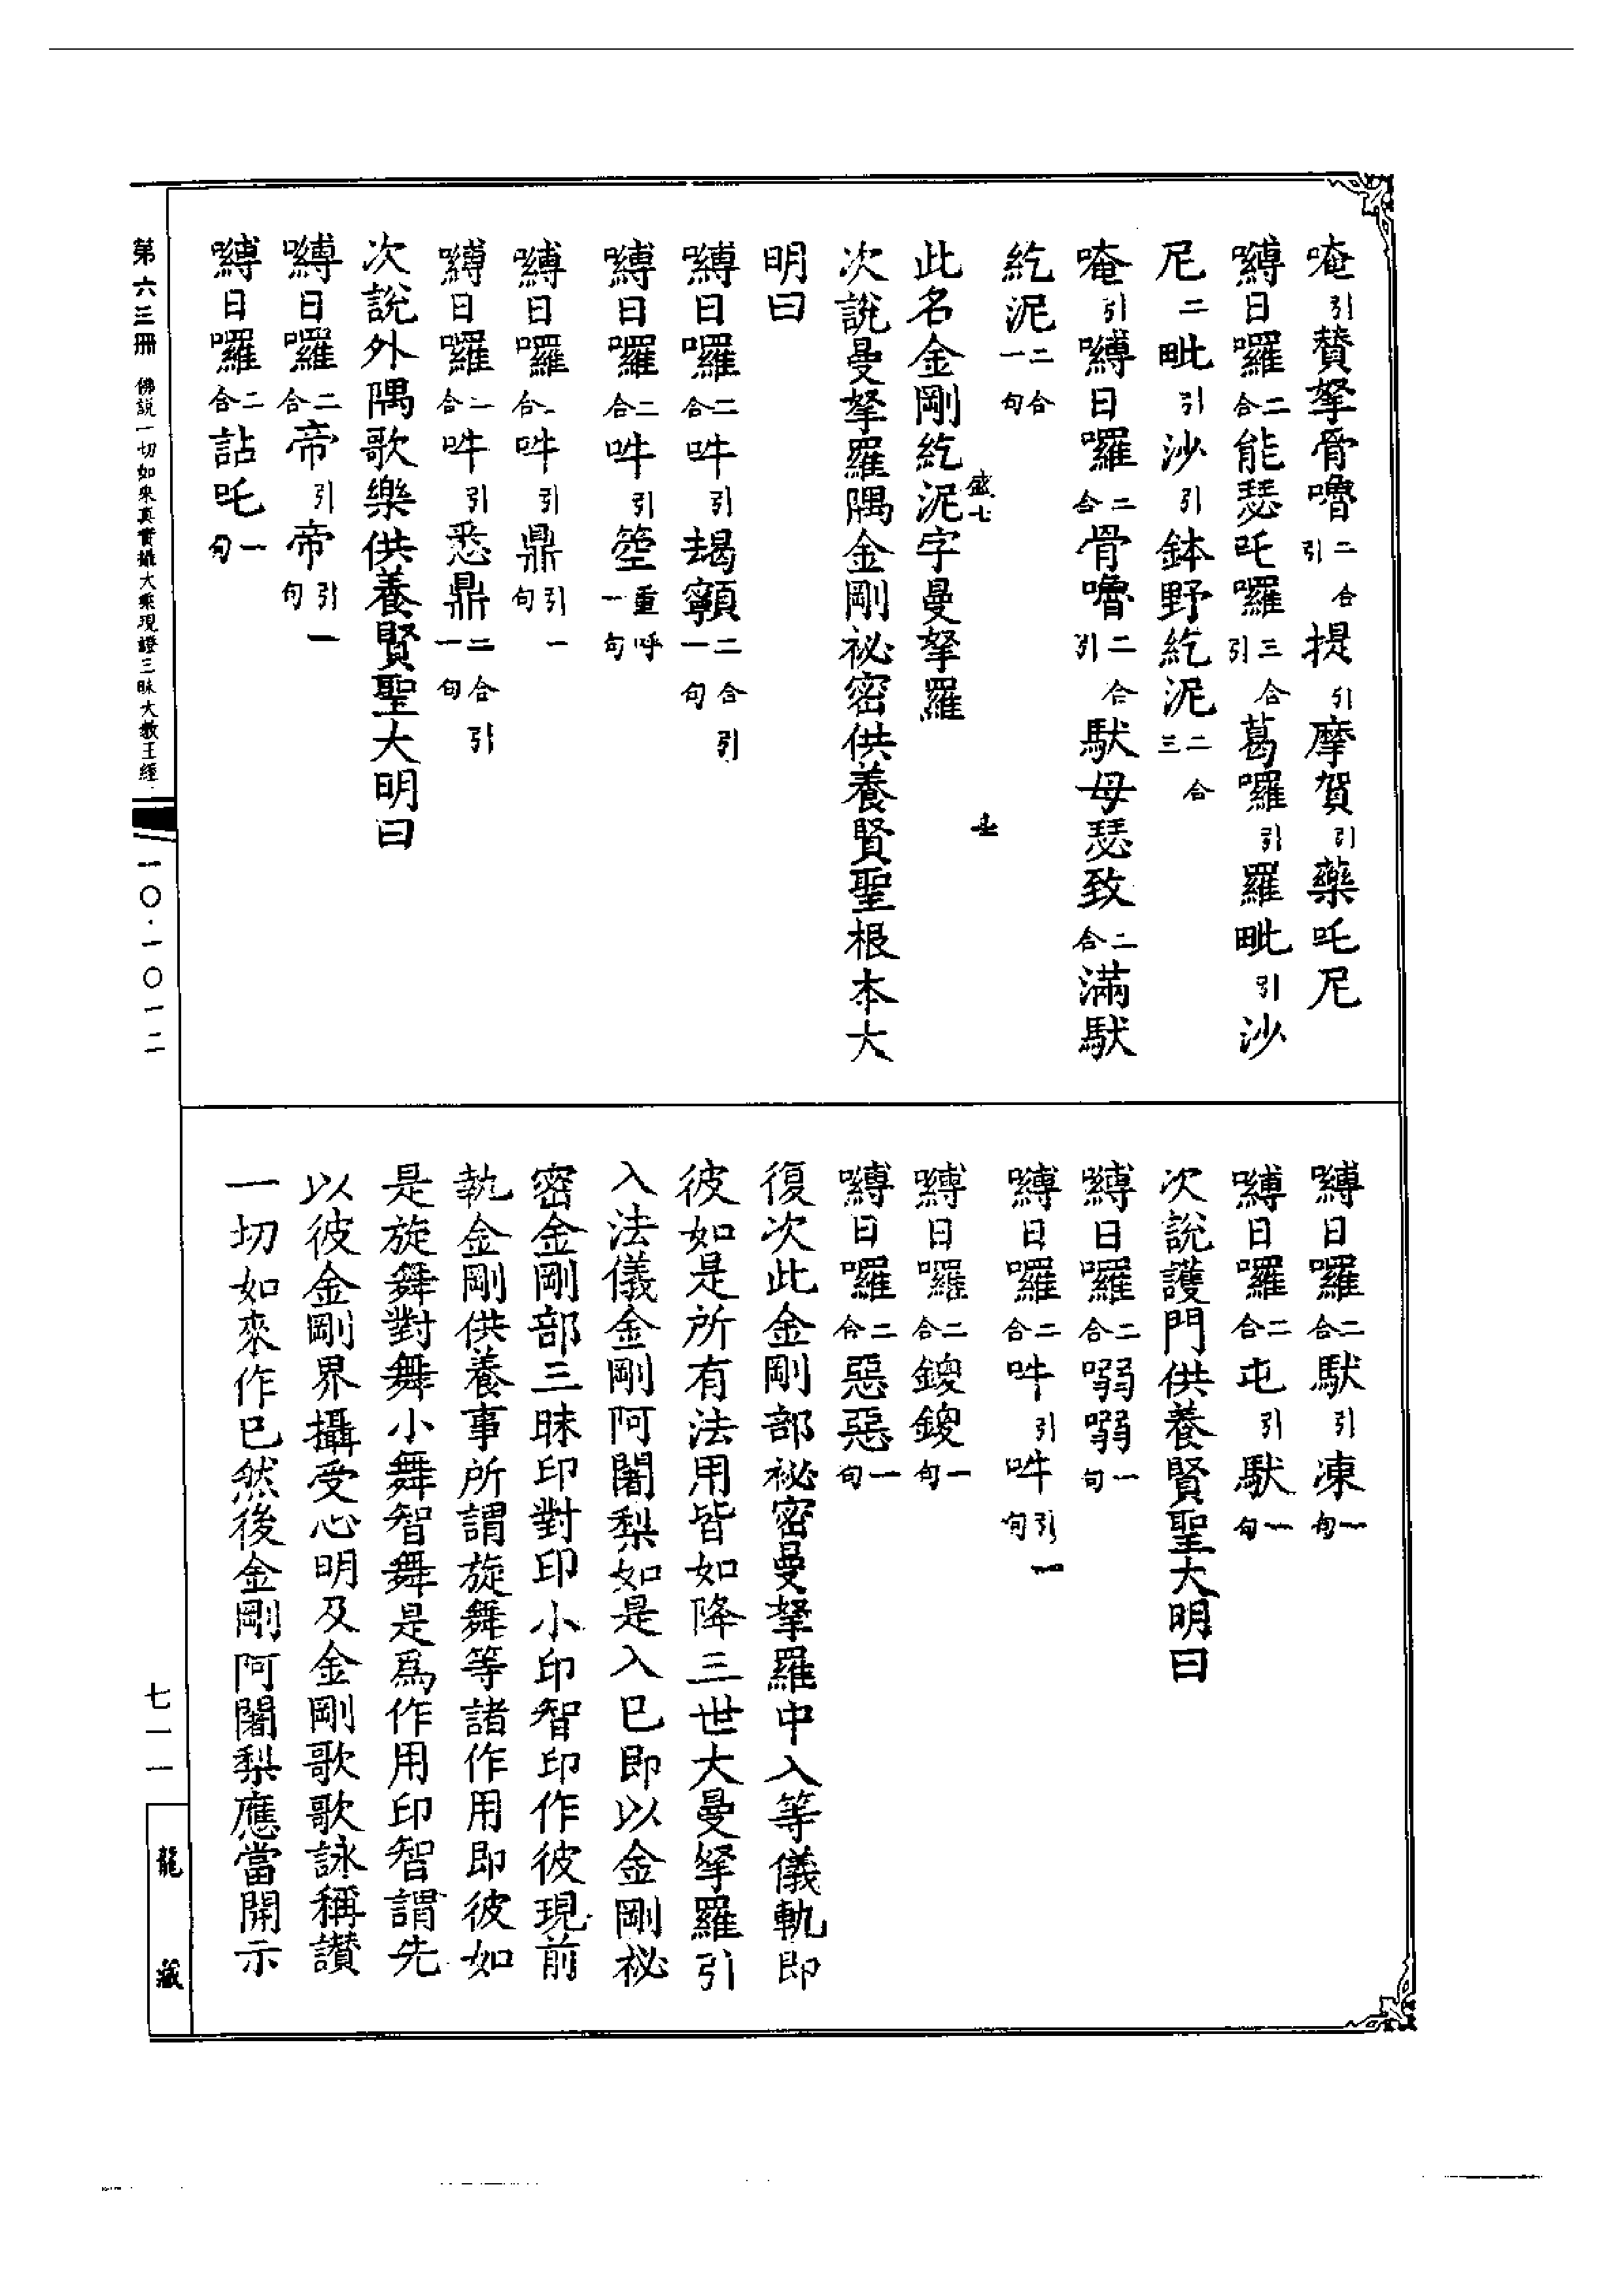 唵引贊拏骨嚕二合引提引摩賀引藥吒尼
嚩日囉二合能瑟吒囉三合引葛囉引羅毗引沙
尼二毗引沙引鉢野紇泥二合三
唵引嚩日囉二合骨嚕二合引馱母瑟致二合滿馱
紇泥二合一句
盛七
此名金剛紇泥字曼拏羅
次說曼拏羅隅金剛祕密供養賢聖根本大
明曰
嚩日囉二合吽引朅顐二合引一句
嚩日囉二合吽引箜重呼一句
嚩日囉二合吽引鼎引一句
嚩日囉二合吽引悉鼎二合引一句
次說外隅歌樂供養賢聖大明曰
嚩日囉二合帝引帝引一句
嚩日囉二合詀吒一句
嚩日囉二合馱引凍一句
嚩日囉二合屯引馱一句
次說護門供養賢聖大明曰
嚩日囉二合嗗嗗一句
嚩日囉二合吽引吽引一句
嚩日囉二合鑁鑁一句
嚩日囉二合惡惡一句
復次此金剛部祕密曼拏羅中入等儀軌即
彼如是所有法用皆如降三世大曼拏羅引
入法儀金剛阿闍梨如是入已即以金剛祕
密金剛部三昧印對印小印智印作彼現前
執金剛供養事所謂旋舞等諸作用即彼如
是旋舞對舞小舞智舞是爲作用印智謂先
以彼金剛界攝受心明及金剛歌歌詠稱讚
一切如來作已然後金剛阿闍梨應當開示
第六三冊 佛說一切如來真實攝大乘現證三昧大教王經
一〇·一〇一二
七一一
龍藏